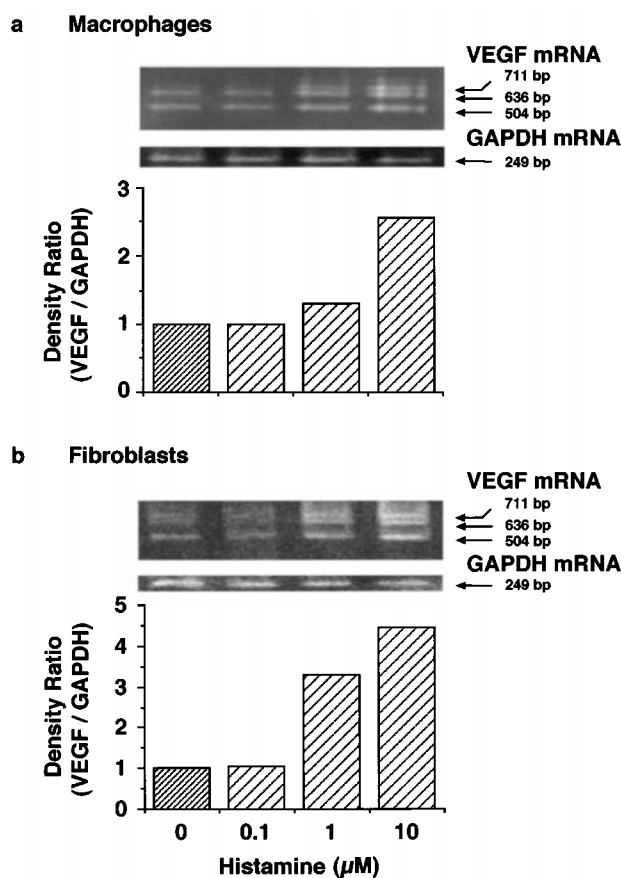 a Macrophages
VEGF mRNA
711 bp
636 bp
504 bp
GAPDH mRNA
249 bp
3
2
1
0
Density Ratio
(VEGF / GAPDH)
b Fibroblasts
VEGF mRNA
711 bp
636 bp
504 bp
GAPDH mRNA
249 bp
5
4
3
2
1
0
Density Ratio
(VEGF / GAPDH)
0 0.1 1 10
Histamine (µM)